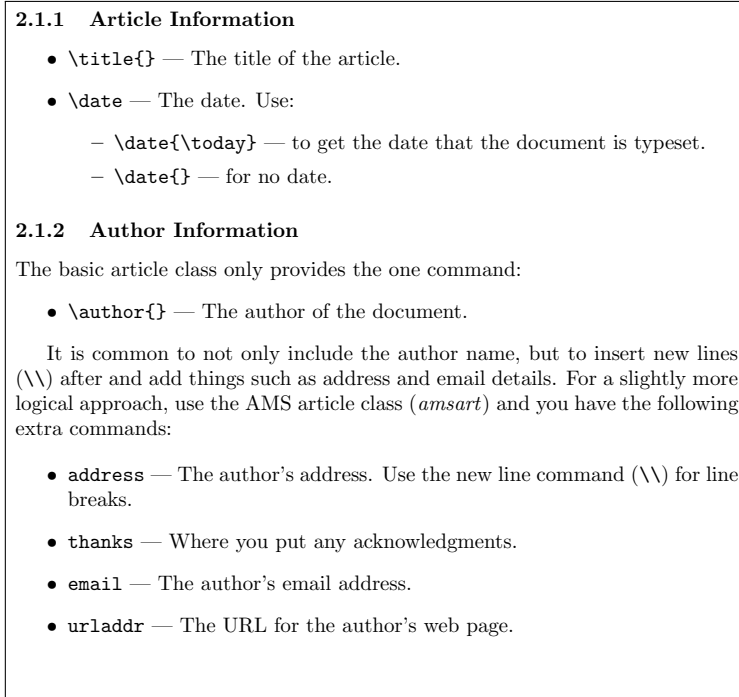 2.1.1 Article Information
• \title{} — The title of the article.
• \date — The date. Use:
– \date{\today} — to get the date that the document is typeset.
– \date{} — for no date.
2.1.2 Author Information
The basic article class only provides the one command:
• \author{} — The author of the document.
It is common to not only include the author name, but to insert new lines
(\\) after and add things such as address and email details. For a slightly more
logical approach, use the AMS article class (amsart) and you have the following
extra commands:
• address — The author's address. Use the new line command (\\) for line
breaks.
• thanks — Where you put any acknowledgments.
• email — The author's email address.
• urladdr — The URL for the author's web page.